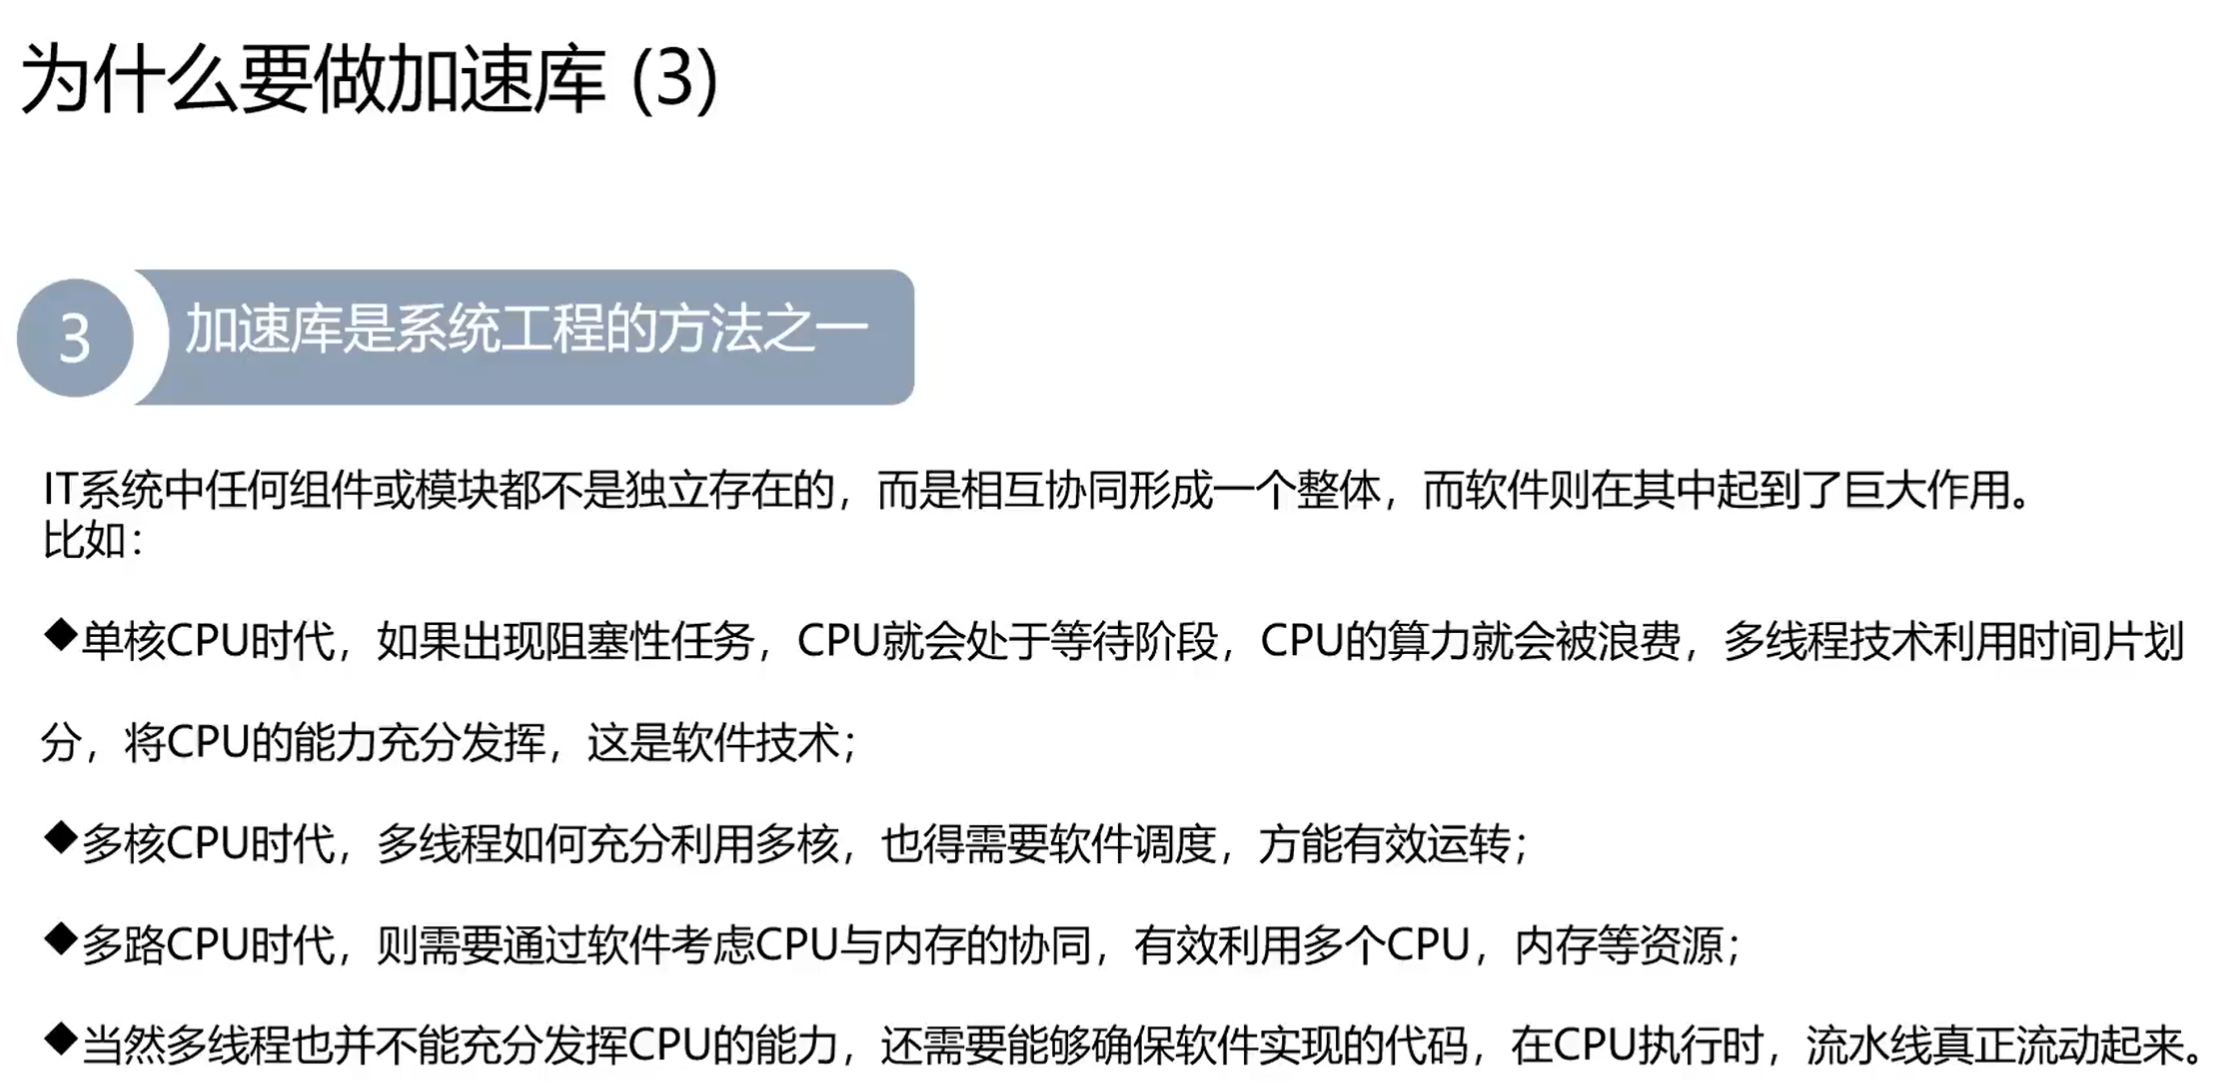 为什么要做加速库 (3)
3
加速库是系统工程的方法之一
IT系统中任何组件或模块都不是独立存在的，而是相互协同形成一个整体，而软件则在其中起到了巨大作用。
比如：
◆单核CPU时代，如果出现阻塞性任务，CPU就会处于等待阶段，CPU的算力就会被浪费，多线程技术利用时间片划
分，将CPU的能力充分发挥，这是软件技术；
◆多核CPU时代，多线程如何充分利用多核，也得需要软件调度，方能有效运转；
◆多路CPU时代，则需要通过软件考虑CPU与内存的协同，有效利用多个CPU，内存等资源；
◆当然多线程也并不能充分发挥CPU的能力，还需要能够确保软件实现的代码，在CPU执行时，流水线真正流动起来。